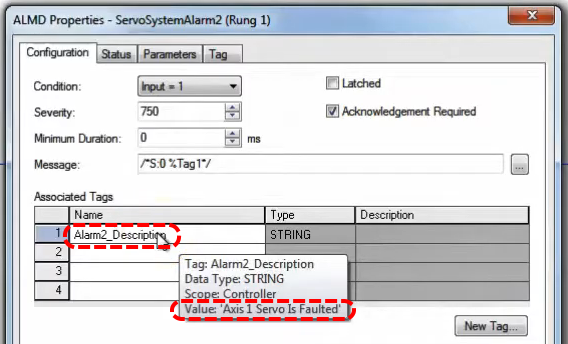 ALMD Properties - ServoSystemAlarm2 (Rung 1)
Configuration Status Parameters Tag
Condition: Input = 1 Latched
Severity: 750 Acknowledgement Required
Minimum Duration: 0 ms
Message: /*S:0 %Tag1*/ ...
Associated Tags
Name Type Description
1 Alarm2_Description STRING
2
3
4
Tag: Alarm2_Description
Data Type: STRING
Scope: Controller
Value: 'Axis 1 Servo Is Faulted'
New Tag...